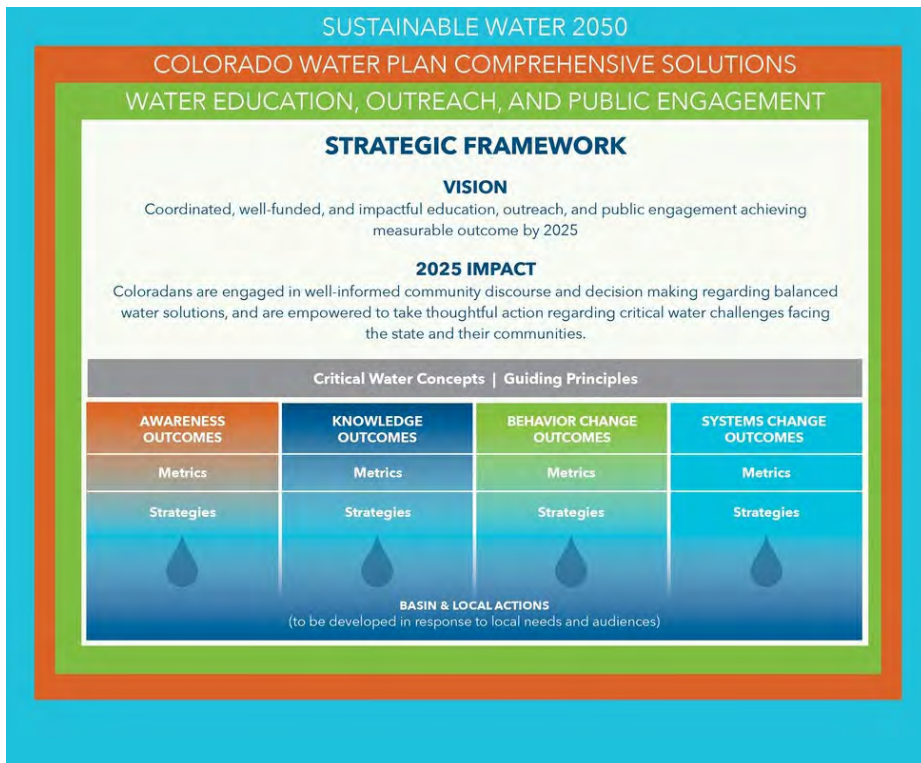 SUSTAINABLE WATER 2050
COLORADO WATER PLAN COMPREHENSIVE SOLUTIONS
WATER EDUCATION, OUTREACH, AND PUBLIC ENGAGEMENT
STRATEGIC FRAMEWORK
VISION
Coordinated, well-funded, and impactful education, outreach, and public engagement achieving
measurable outcome by 2025
2025 IMPACT
Coloradans are engaged in well-informed community discourse and decision making regarding balanced
water solutions, and are empowered to take thoughtful action regarding critical water challenges facing
the state and their communities.
Critical Water Concepts | Guiding Principles
AWARENESS
OUTCOMES
KNOWLEDGE
OUTCOMES
BEHAVIOR CHANGE
OUTCOMES
SYSTEMS CHANGE
OUTCOMES
Metrics
Metrics
Metrics
Metrics
Strategies
Strategies
Strategies
Strategies
BASIN & LOCAL ACTIONS
(to be developed in response to local needs and audiences)